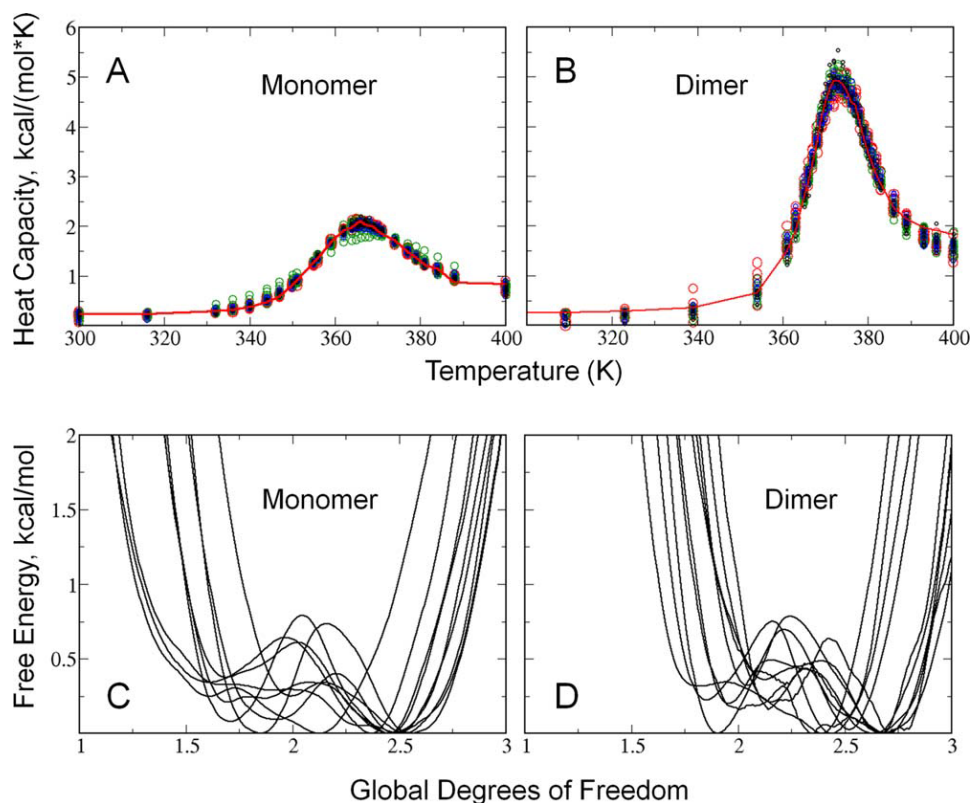 6
5
4
3
2
1
A
Monomer
B
Dimer
Heat Capacity, kcal/(mol*K)
300 320 340 360 380 400
340 360 380 400
Temperature (K)
2
1.5
1
0.5
Monomer
Dimer
C
D
Free Energy, kcal/mol
1 1.5 2 2.5 3
1 1.5 2 2.5 3
Global Degrees of Freedom